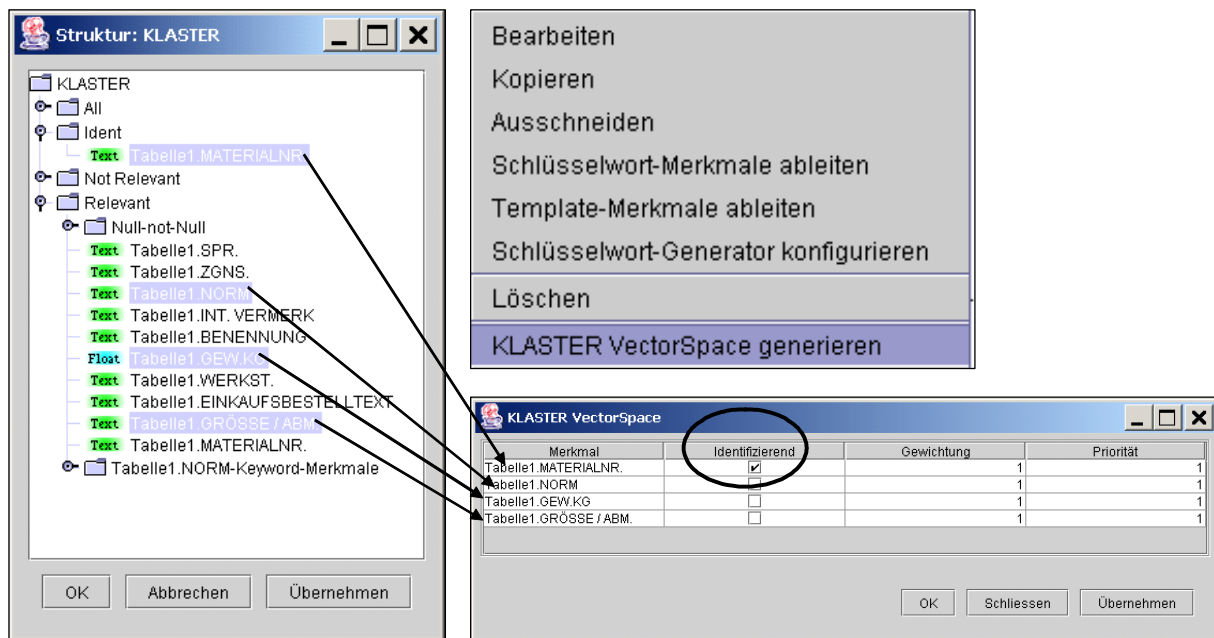 Struktur: KLASTER
KLASTER
All
Ident
Text Tabelle1.MATERIALNR.
Not Relevant
Relevant
Null-not-Null
Text Tabelle1.SPR.
Text Tabelle1.ZGNS.
Text Tabelle1.NORM
Text Tabelle1.INT. VERMERK
Text Tabelle1.BENENNUNG
Float Tabelle1.GEW.KG
Text Tabelle1.WERKST.
Text Tabelle1.EINKAUFSBESTELLTEXT
Text Tabelle1.GRÖSSE / ABM.
Text Tabelle1.MATERIALNR.
Tabelle1.NORM-Keyword-Merkmale
OK Abbrechen Übernehmen
Bearbeiten
Kopieren
Ausschneiden
Schlüsselwort-Merkmale ableiten
Template-Merkmale ableiten
Schlüsselwort-Generator konfigurieren
Löschen
KLASTER VectorSpace generieren
KLASTER VectorSpace
Merkmal Identifizierend Gewichtung Priorität
Tabelle1.MATERIALNR. 1 1
Tabelle1.NORM 1 1
Tabelle1.GEW.KG 1 1
Tabelle1.GRÖSSE / ABM. 1 1
OK Schliessen Übernehmen